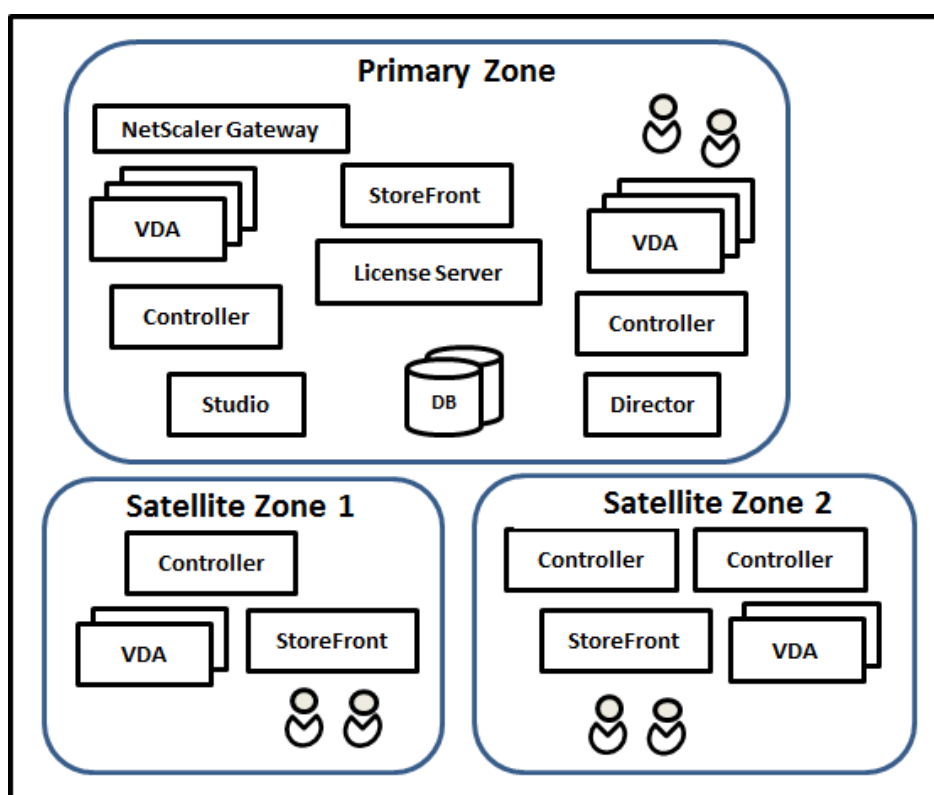 Primary Zone
NetScaler Gateway
StoreFront
VDA
VDA
License Server
Controller
Controller
Studio
DB
Director
Satellite Zone 1
Controller
VDA
StoreFront
Satellite Zone 2
Controller
Controller
StoreFront
VDA